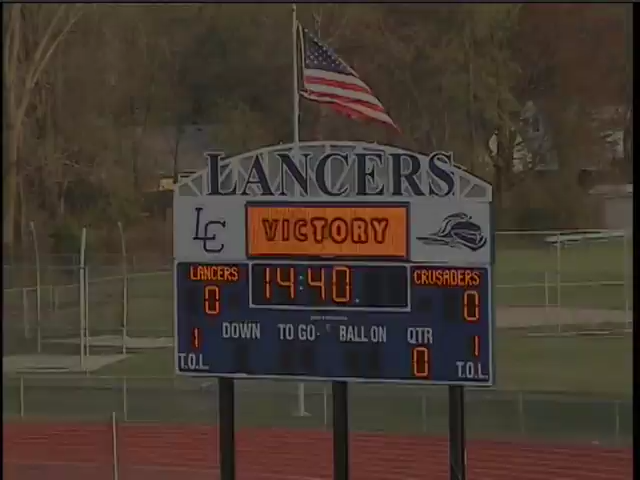 LANCERS
LC VICTORY
LANCERS 14:40 CRUSADERS
0 0
1 DOWN TO GO BALL ON QTR 1
T.O.L. 0 T.O.L.